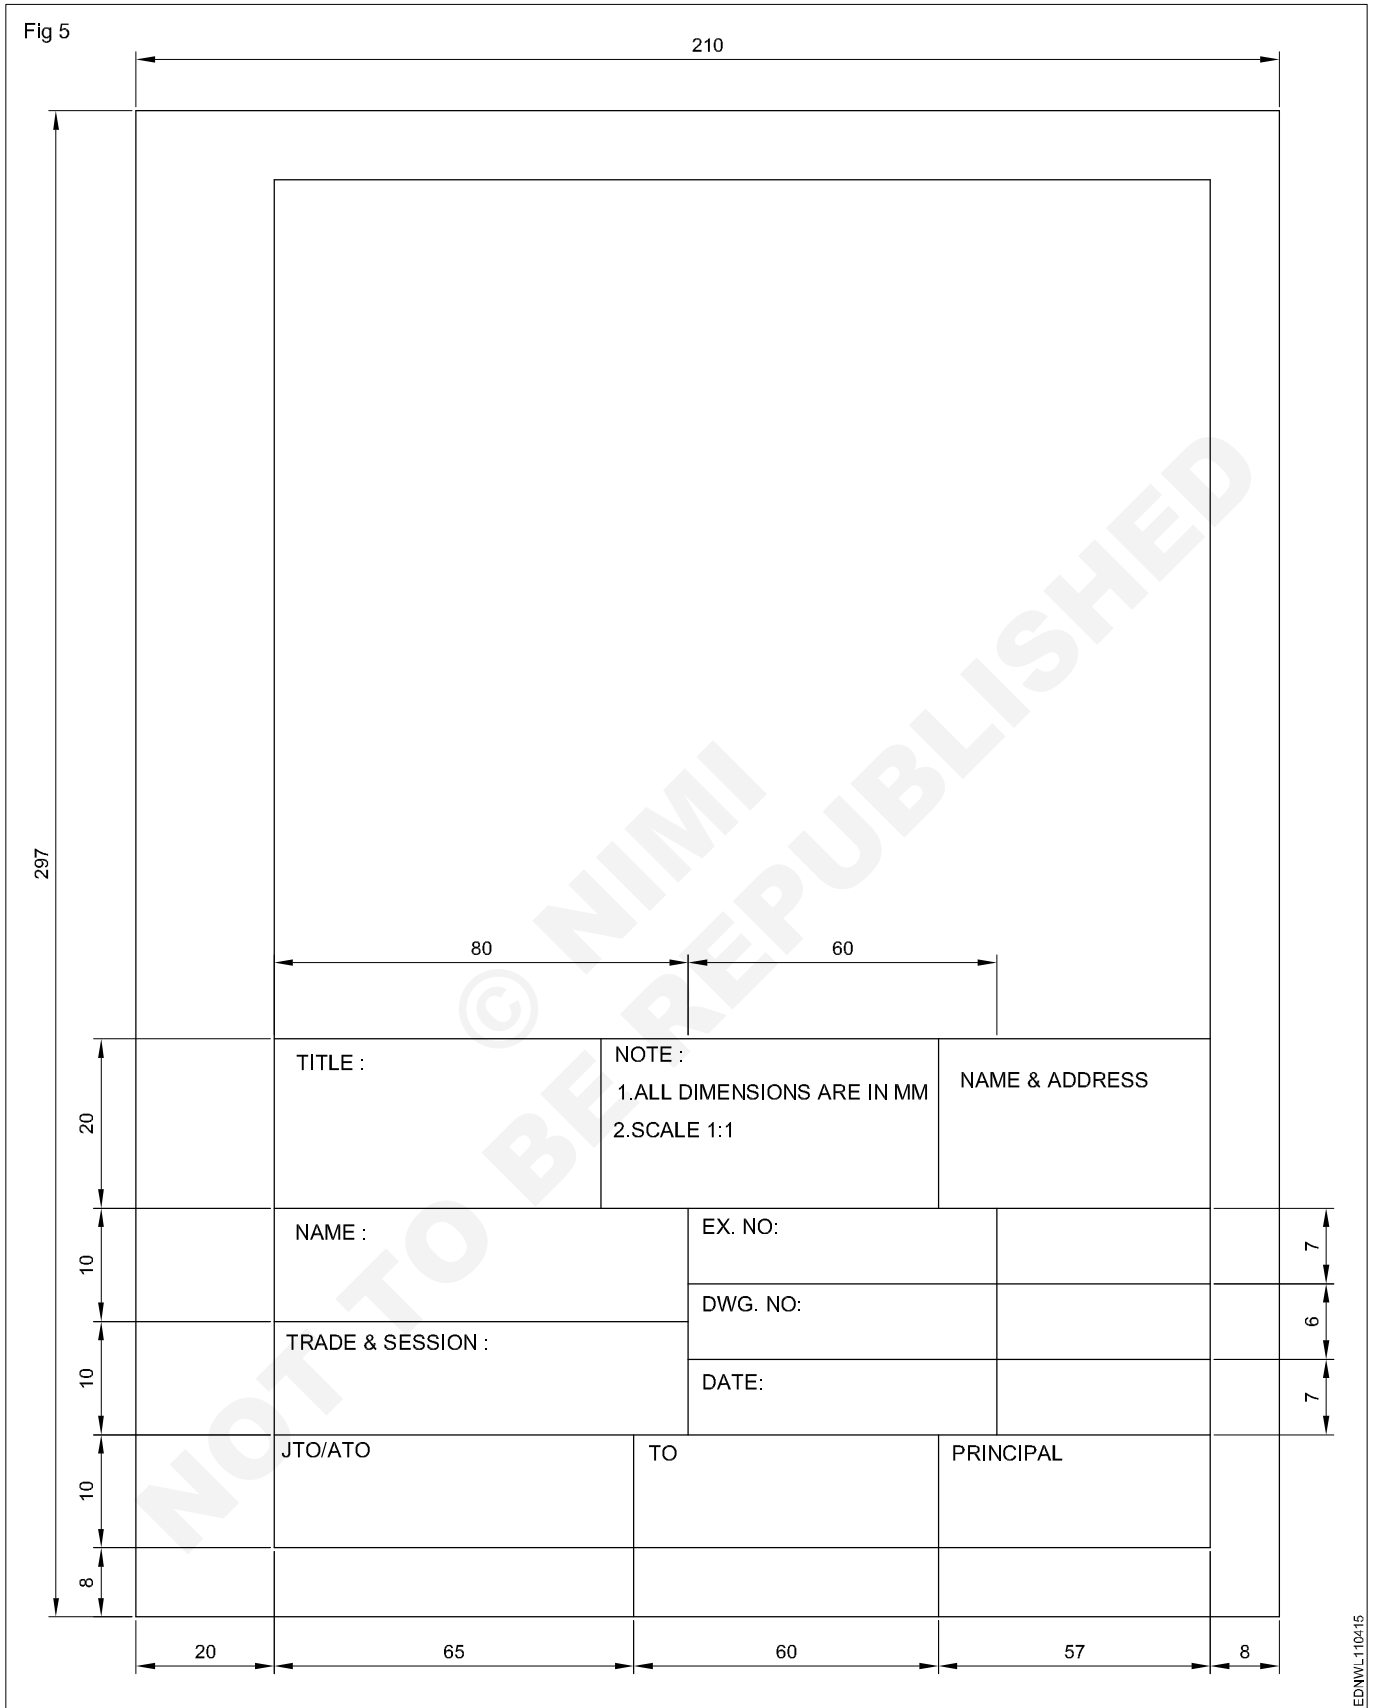 Fig 5
210
297
80
60
TITLE :
NOTE :
1.ALL DIMENSIONS ARE IN MM
2.SCALE 1:1
NAME & ADDRESS
20
NAME :
EX. NO:
7
10
DWG. NO:
6
TRADE & SESSION :
10
DATE:
7
JTO/ATO
TO
PRINCIPAL
10
8
20
65
60
57
8
EDNWL110415
© NIMI
NOT TO BE REPUBLISHED